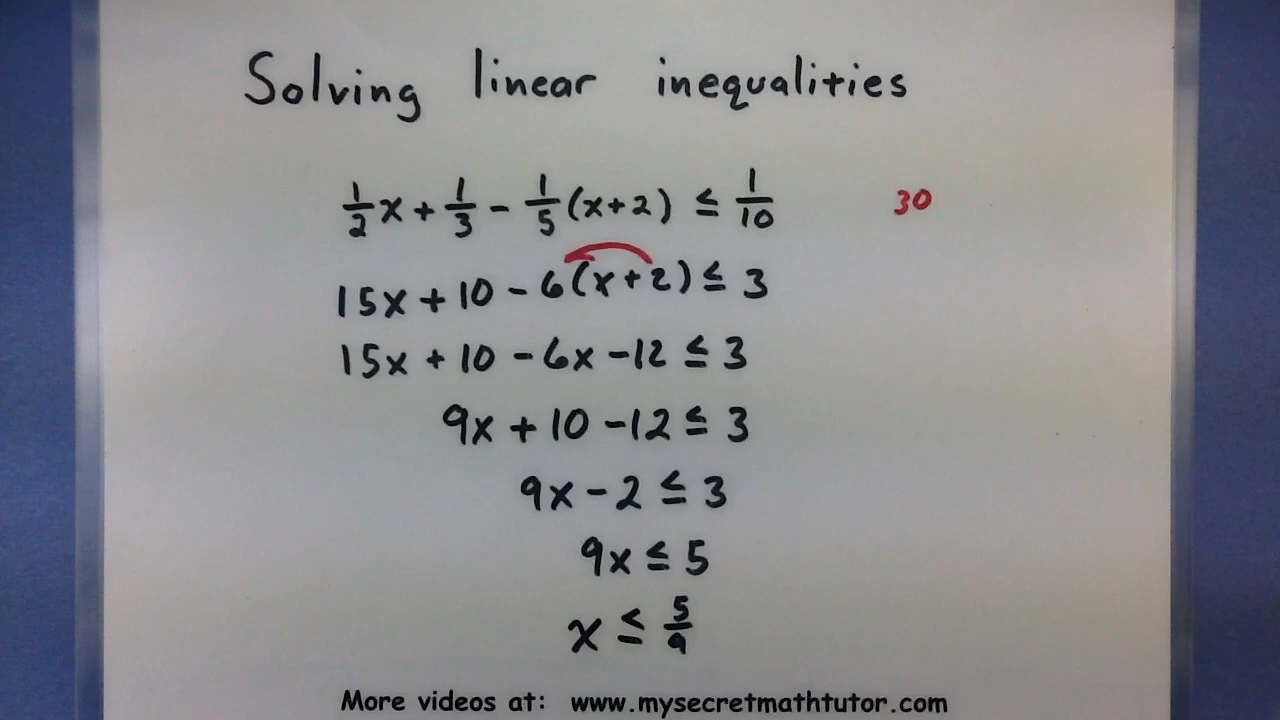 Solving linear inequalities
1/2x + 1/3 - 1/5(x+2) ≤ 1/10 30
15x + 10 - 6(x+2) ≤ 3
15x + 10 - 6x - 12 ≤ 3
9x + 10 - 12 ≤ 3
9x - 2 ≤ 3
9x ≤ 5
x ≤ 5/9
More videos at: www.mysecretmathtutor.com